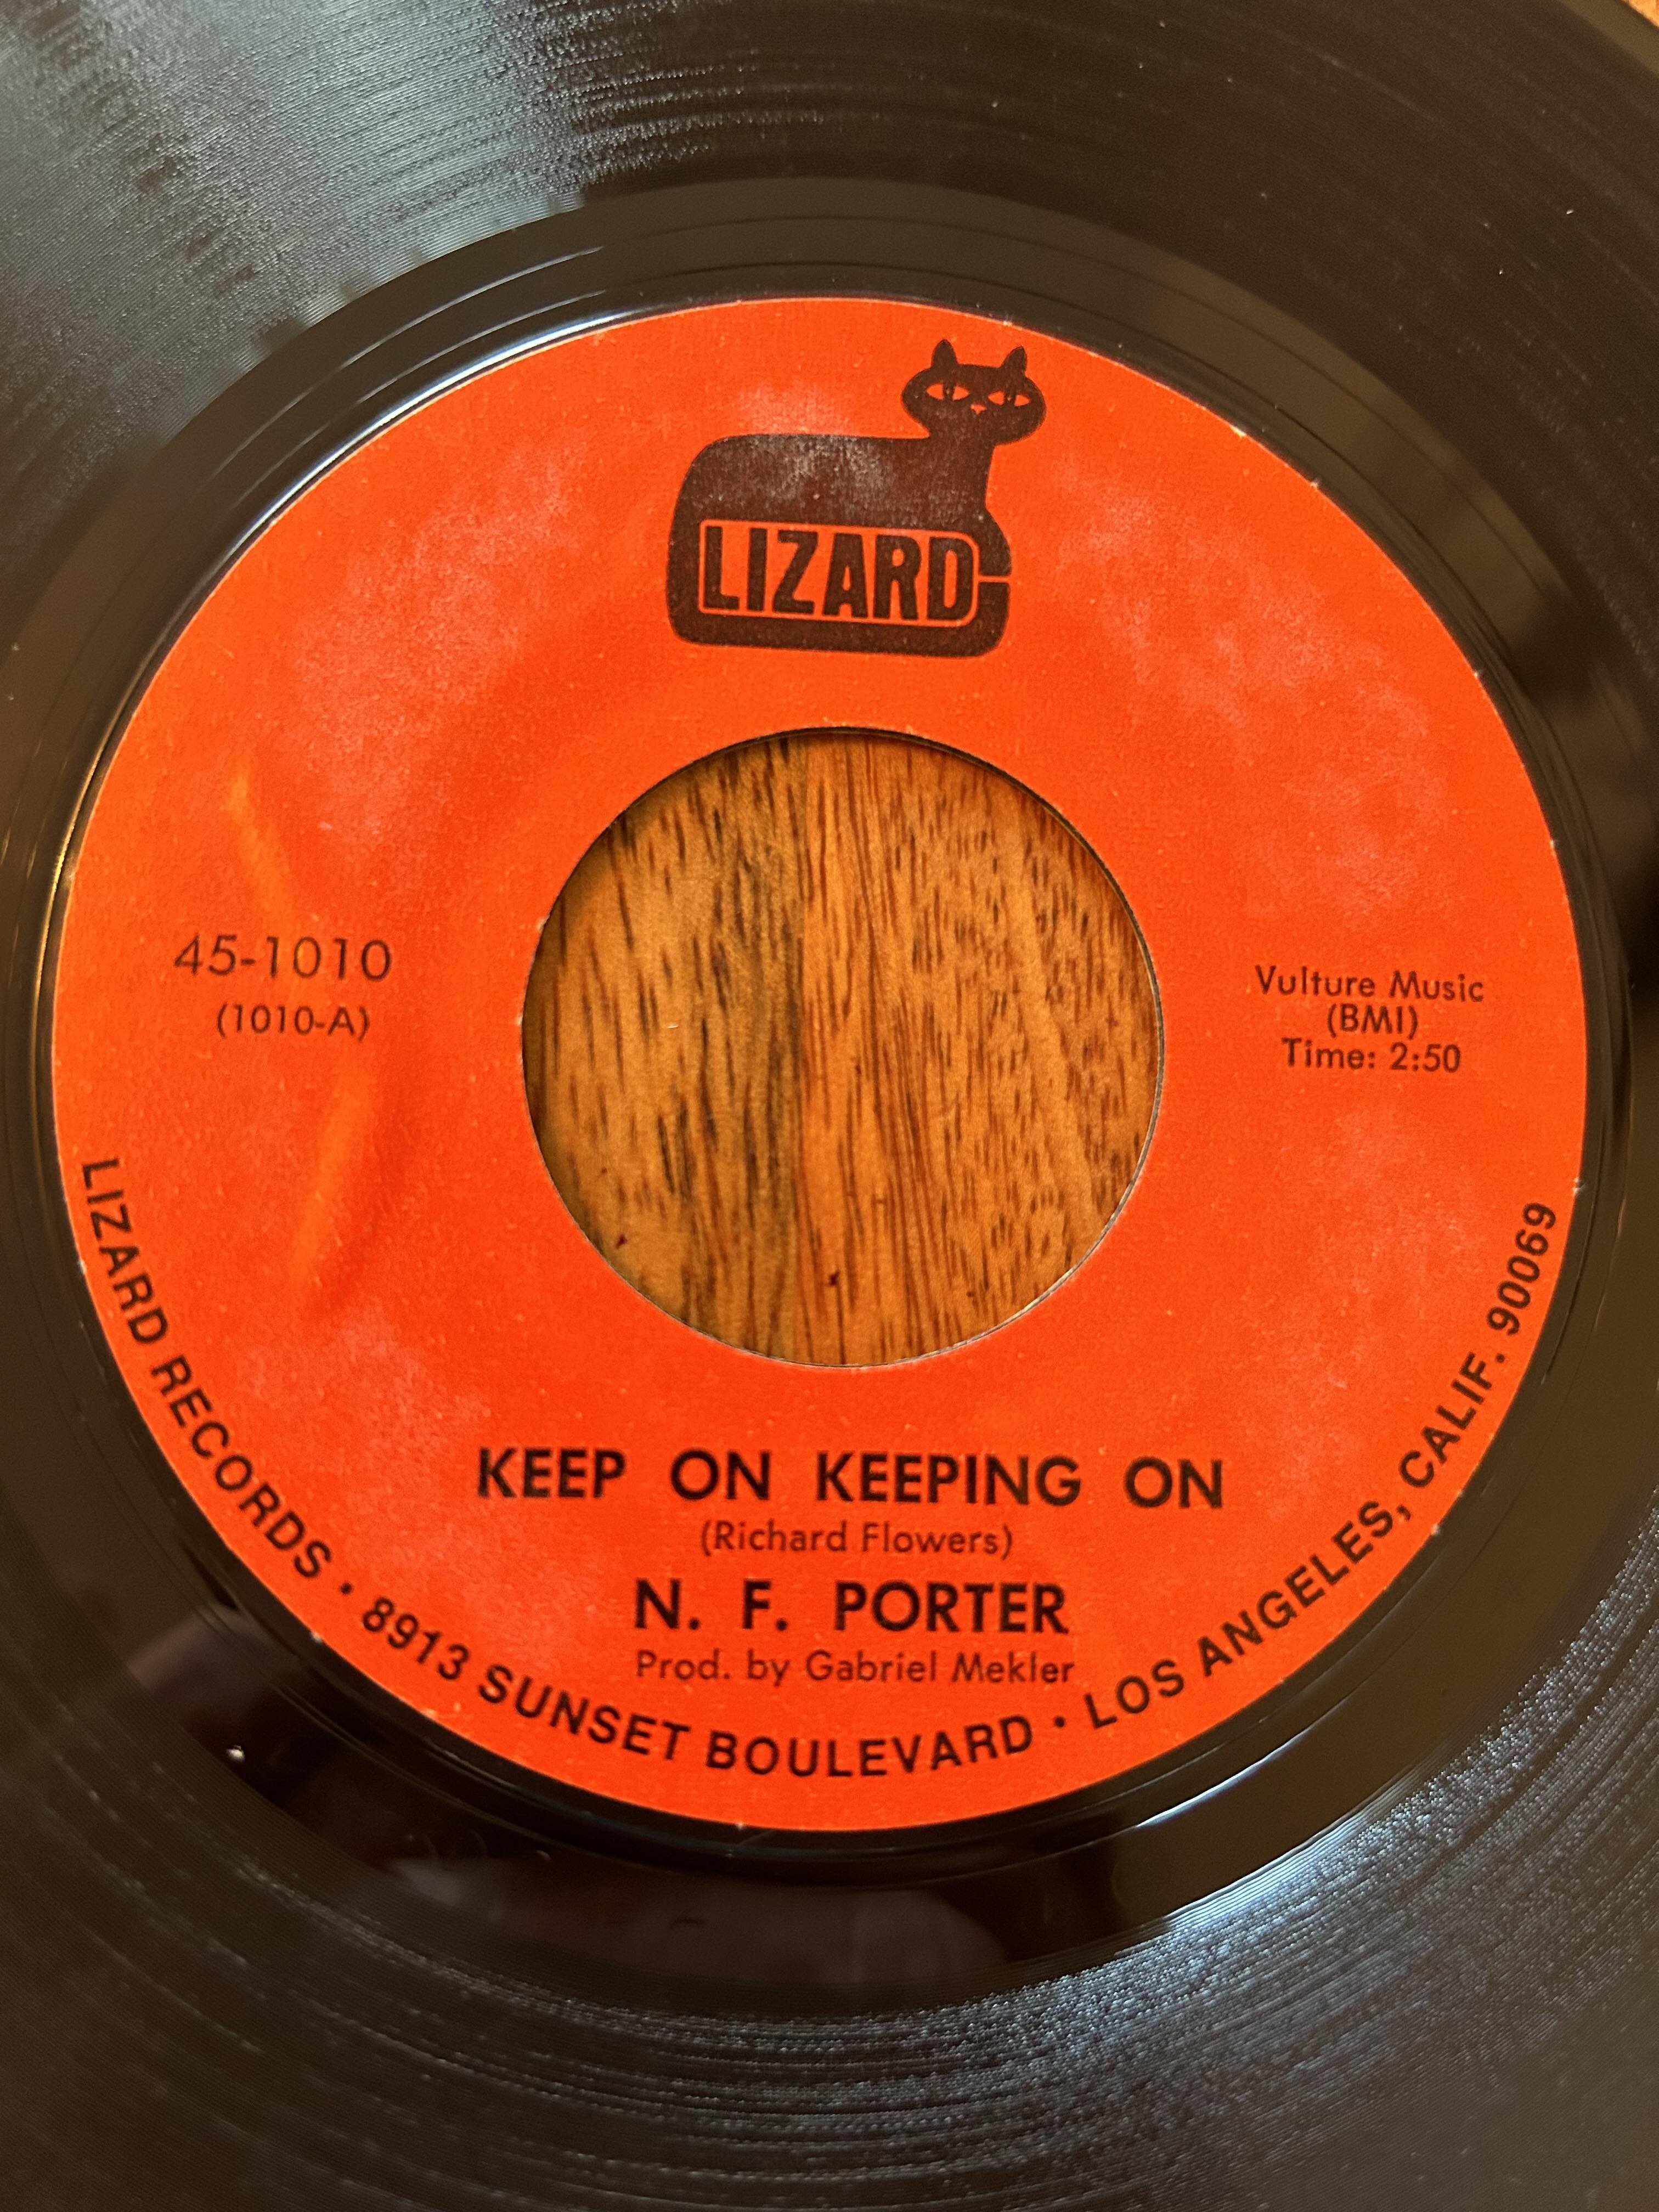 LIZARD
45-1010
(1010-A)
Vulture Music
(BMI)
Time: 2:50
KEEP ON KEEPING ON
(Richard Flowers)
N. F. PORTER
Prod. by Gabriel Mekler
LIZARD RECORDS • 8913 SUNSET BOULEVARD • LOS ANGELES, CALIF. 90069